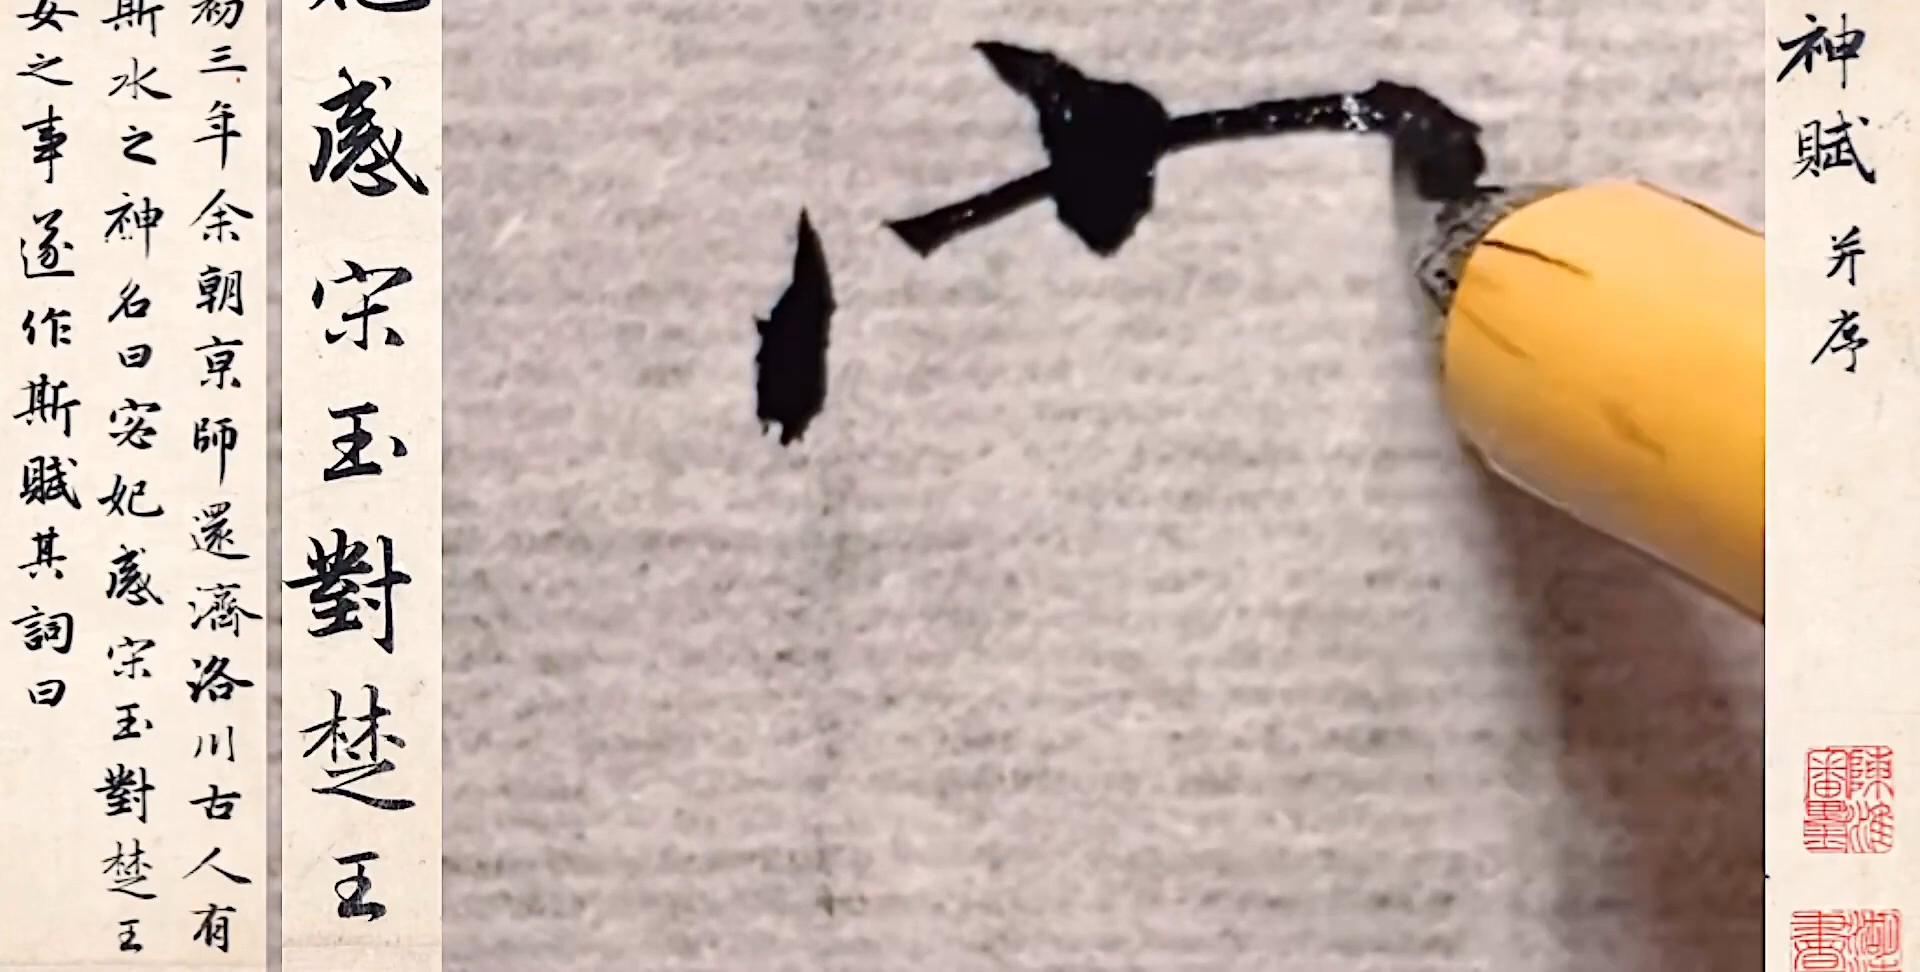 神賦 并序
感宋玉對楚王
初三年余朝京師還濟洛川古人有
斯水之神名曰宓妃感宋玉對楚王
女之事遂作斯賦其詞曰